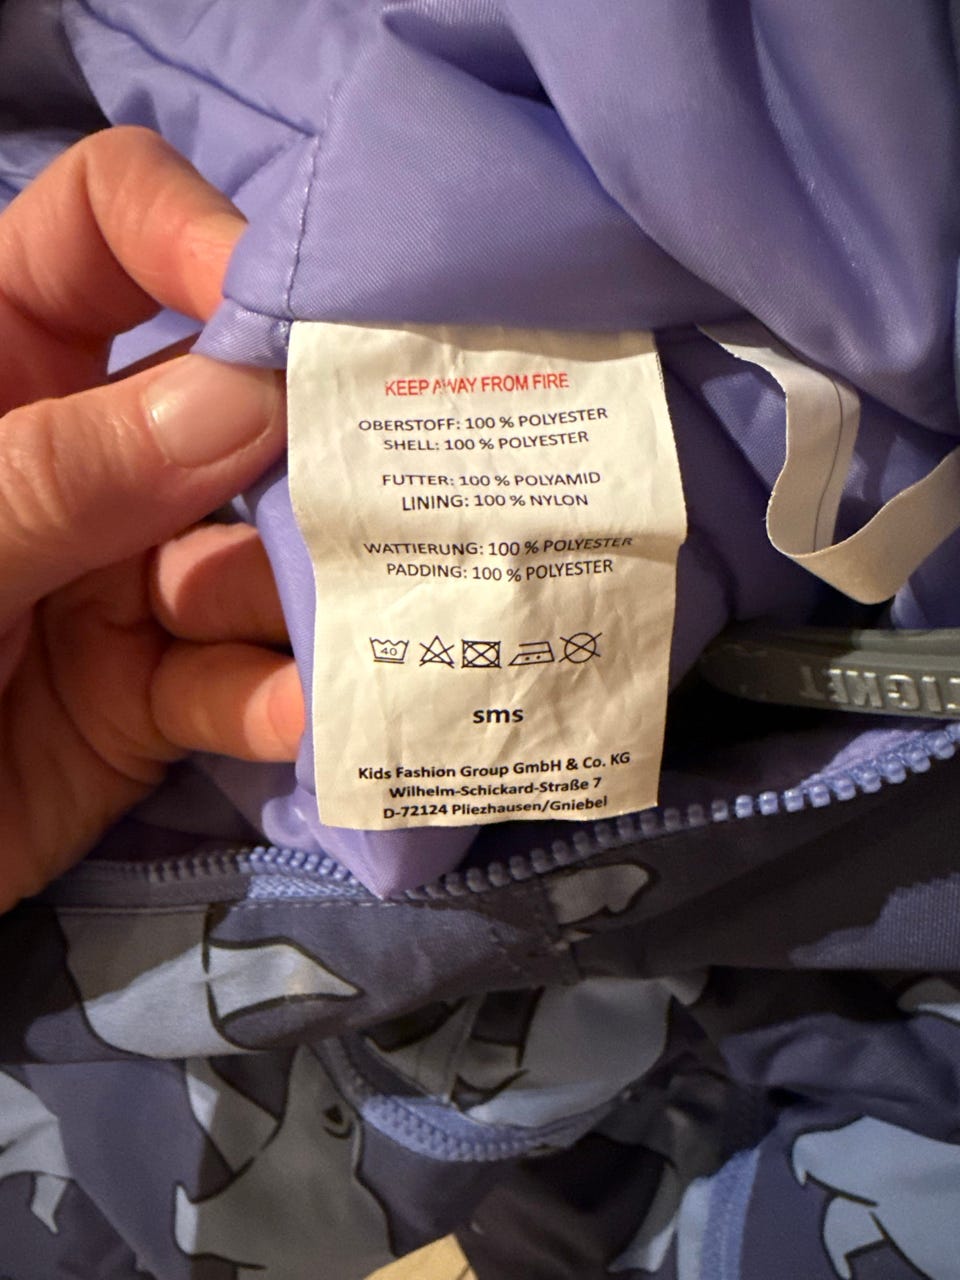 KEEP AWAY FROM FIRE
OBERSTOFF: 100 % POLYESTER
SHELL: 100 % POLYESTER
FUTTER: 100 % POLYAMID
LINING: 100 % NYLON
WATTIERUNG: 100 % POLYESTER
PADDING: 100 % POLYESTER
40
sms
Kids Fashion Group GmbH & Co. KG
Wilhelm-Schickard-Straße 7
D-72124 Pliezhausen/Gniebel